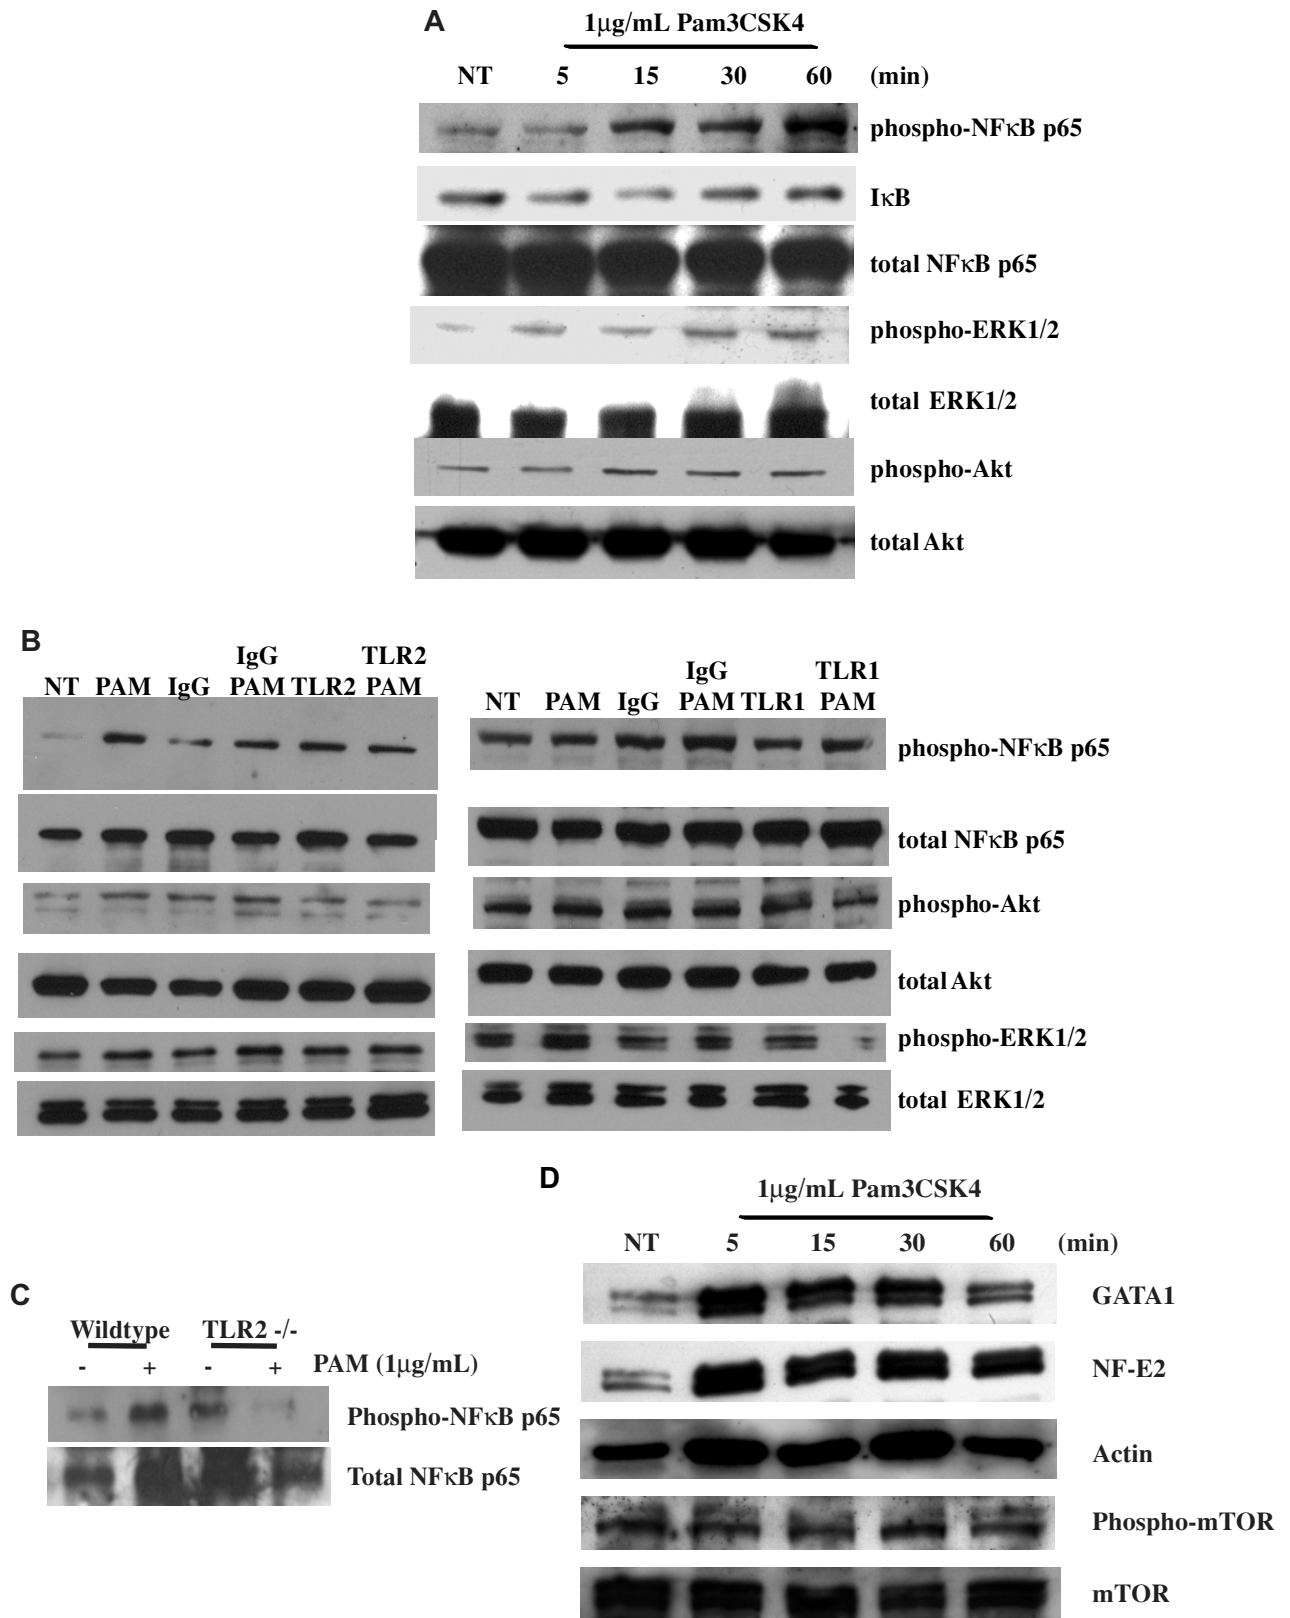 A
1μg/mL Pam3CSK4
NT 5 15 30 60 (min)
phospho-NFκB p65
IκB
total NFκB p65
phospho-ERK1/2
total ERK1/2
phospho-Akt
total Akt
B
IgG TLR2
NT PAM IgG PAM TLR2 PAM
IgG TLR1
NT PAM IgG PAM TLR1 PAM
phospho-NFκB p65
total NFκB p65
phospho-Akt
total Akt
phospho-ERK1/2
total ERK1/2
C
Wildtype TLR2 -/-
- + - + PAM (1μg/mL)
Phospho-NFκB p65
Total NFκB p65
D
1μg/mL Pam3CSK4
NT 5 15 30 60 (min)
GATA1
NF-E2
Actin
Phospho-mTOR
mTOR